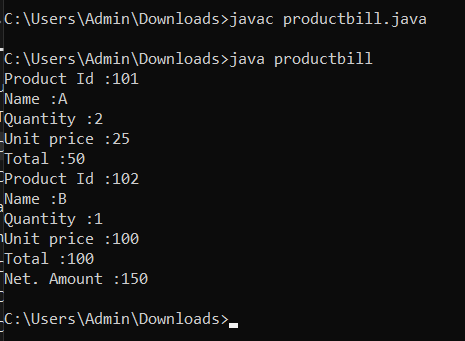 C:\Users\Admin\Downloads>javac productbill.java
C:\Users\Admin\Downloads>java productbill
Product Id :101
Name :A
Quantity :2
Unit price :25
Total :50
Product Id :102
Name :B
Quantity :1
Unit price :100
Total :100
Net. Amount :150
C:\Users\Admin\Downloads>